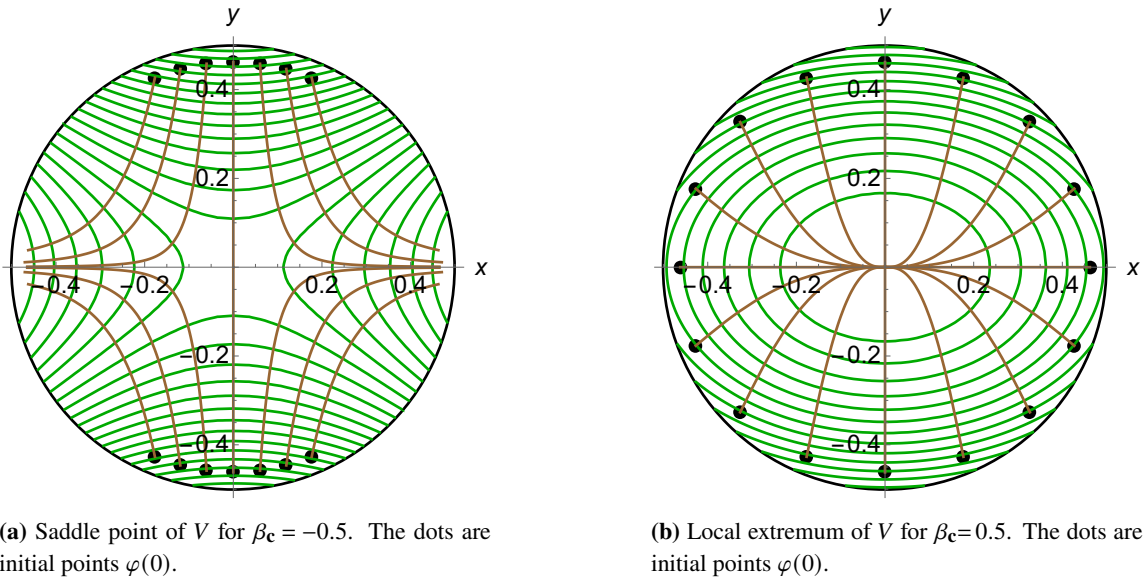 y
0.4
0.2
−0.4
−0.2
0.2
0.4
x
−0.2
−0.4
y
0.4
0.2
−0.4
−0.2
0.2
0.4
x
−0.2
−0.4
(a) Saddle point of V for βc = −0.5. The dots are
initial points φ(0).
(b) Local extremum of V for βc= 0.5. The dots are
initial points φ(0).